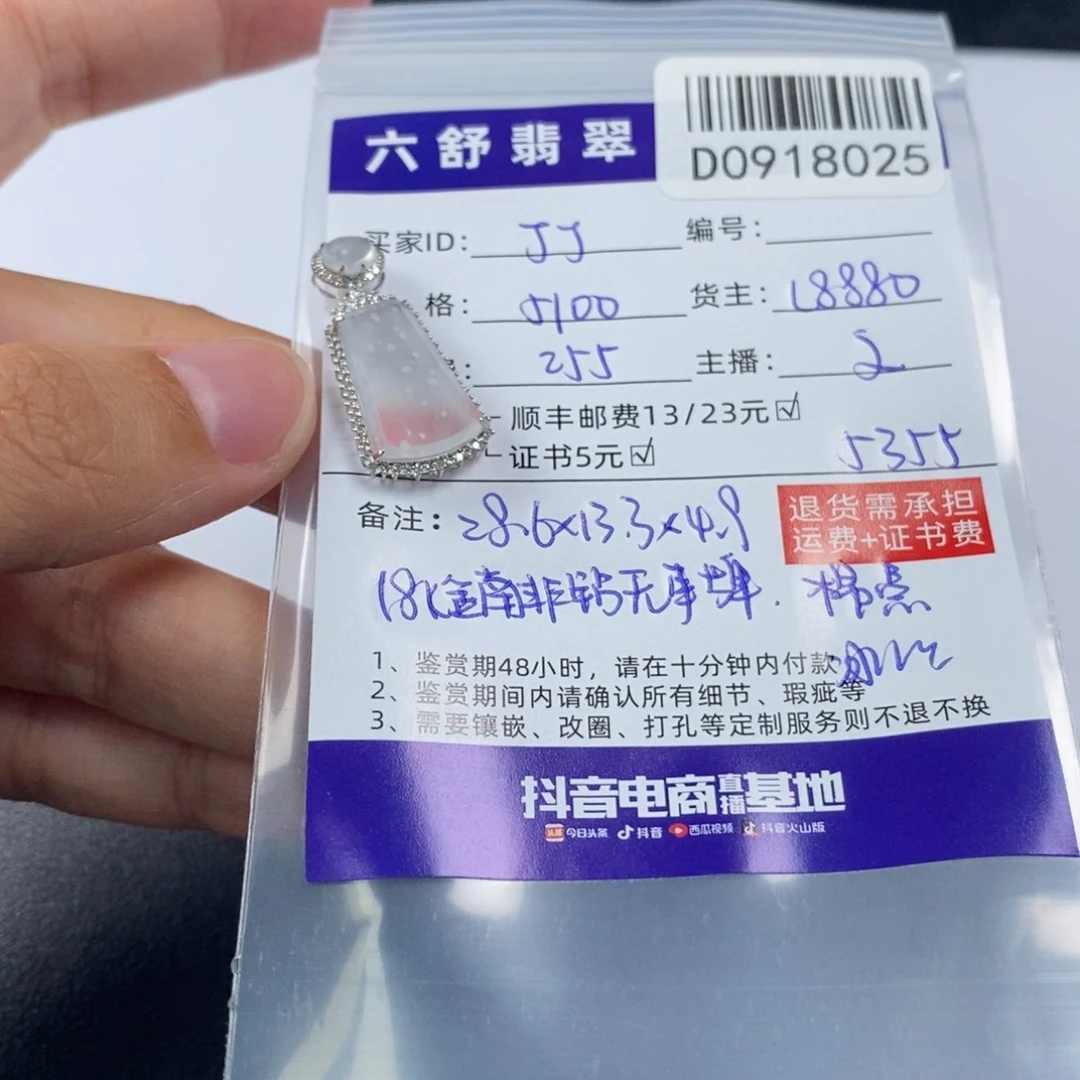 六舒翡翠
D0918025
买家ID: JJ 编号:
格: 5100 货主: 18880
: 255 主播: 2
顺丰邮费13/23元☑
证书5元☑ 5355
备注: 28.6x13.3x4.9
退货需承担
运费+证书费
18k金南非钻无事牌. 棉点
1、鉴赏期48小时，请在十分钟内付款
2、鉴赏期间内请确认所有细节、瑕疵等
3、需要镶嵌、改圈、打孔等定制服务则不退不换
抖音电商直播基地
头条 今日头条 抖音 西瓜视频 抖音火山版